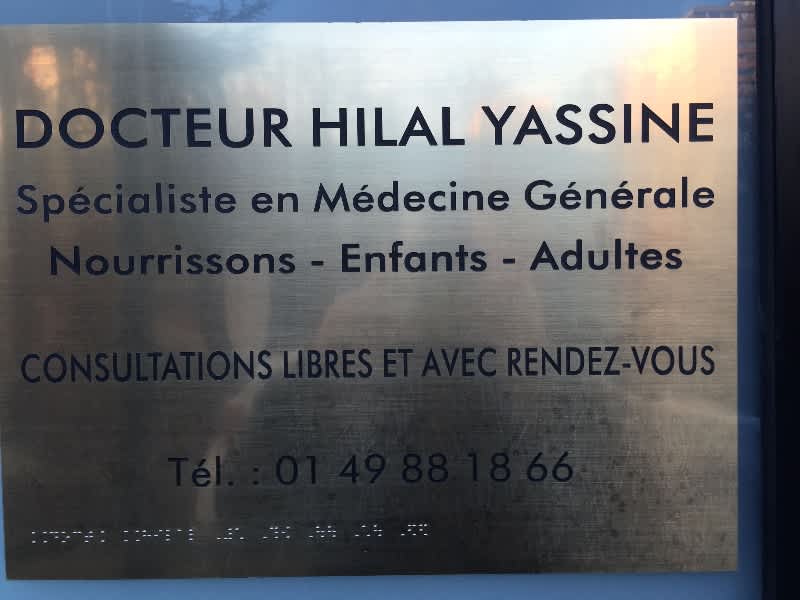 DOCTEUR HILAL YASSINE
Spécialiste en Médecine Générale
Nourrissons - Enfants - Adultes
CONSULTATIONS LIBRES ET AVEC RENDEZ-VOUS
Tél. : 01 49 88 18 66